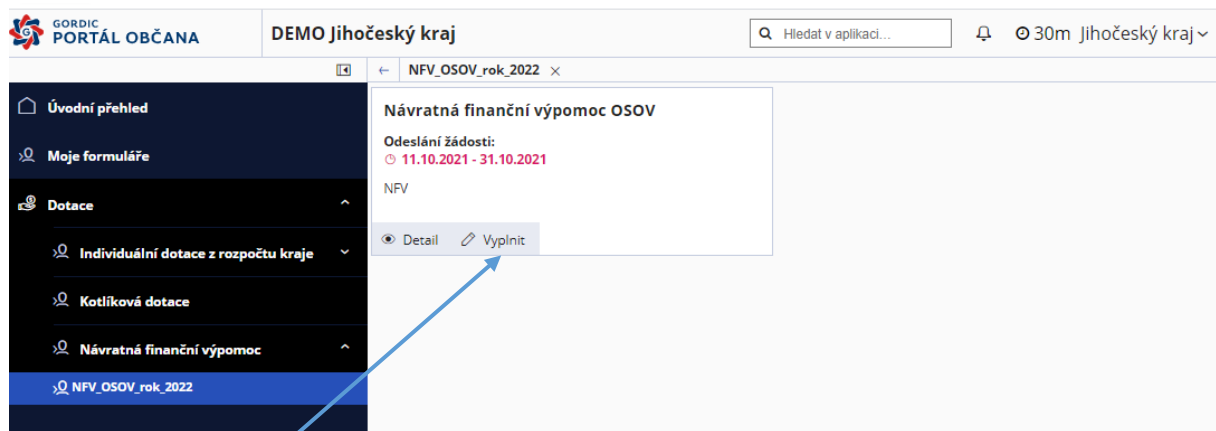 GORDIC
PORTÁL OBČANA
DEMO Jihočeský kraj
Hledat v aplikaci...
30m Jihočeský kraj
NFV_OSOV_rok_2022
Úvodní přehled
Moje formuláře
Dotace
Individuální dotace z rozpočtu kraje
Kotlíková dotace
Návratná finanční výpomoc
NFV_OSOV_rok_2022
Návratná finanční výpomoc OSOV
Odeslání žádosti:
11.10.2021 - 31.10.2021
NFV
Detail Vyplnit